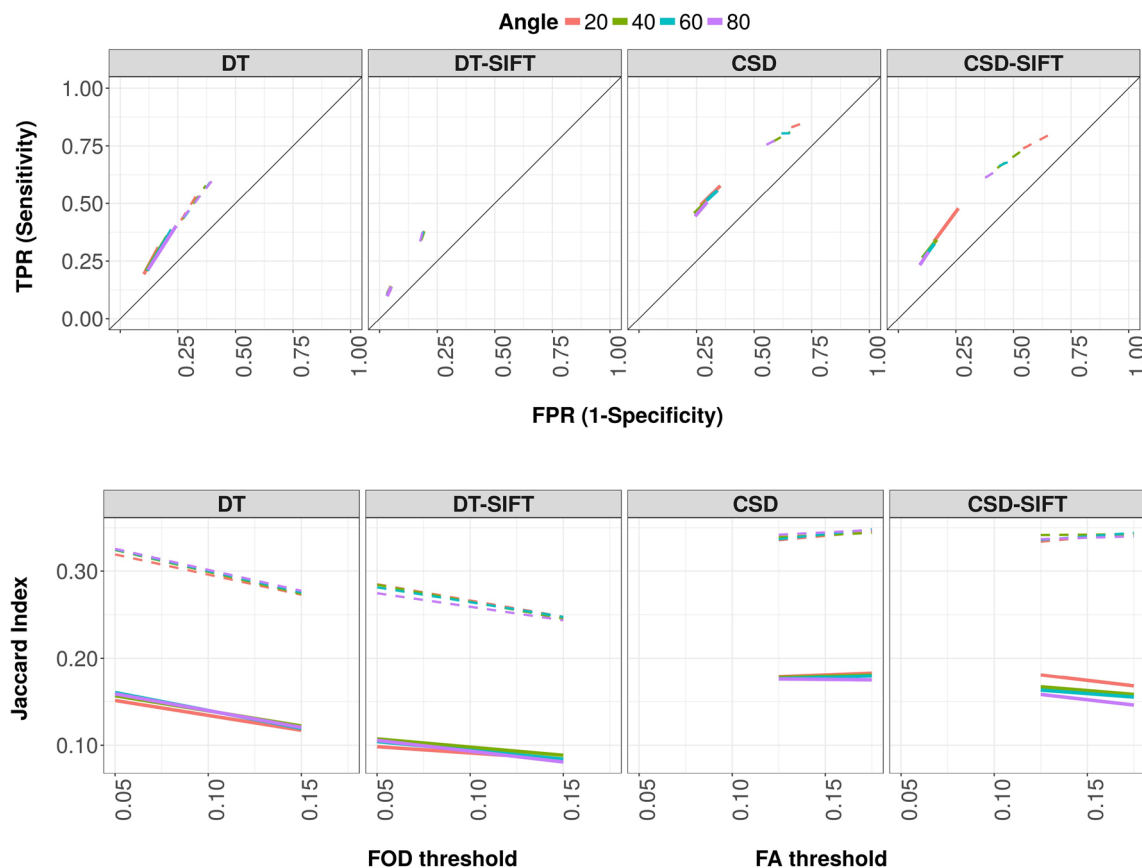 Angle 20 40 60 80
DT DT-SIFT CSD CSD-SIFT
TPR (Sensitivity)
1.00
0.75
0.50
0.25
0.00
0.25 0.50 0.75 1.00 0.25 0.50 0.75 1.00 0.25 0.50 0.75 1.00 0.25 0.50 0.75 1.00
FPR (1-Specificity)
DT DT-SIFT CSD CSD-SIFT
Jaccard Index
0.30
0.20
0.10
0.05 0.10 0.15 0.05 0.10 0.15 0.05 0.10 0.15 0.05 0.10 0.15
FOD threshold FA threshold